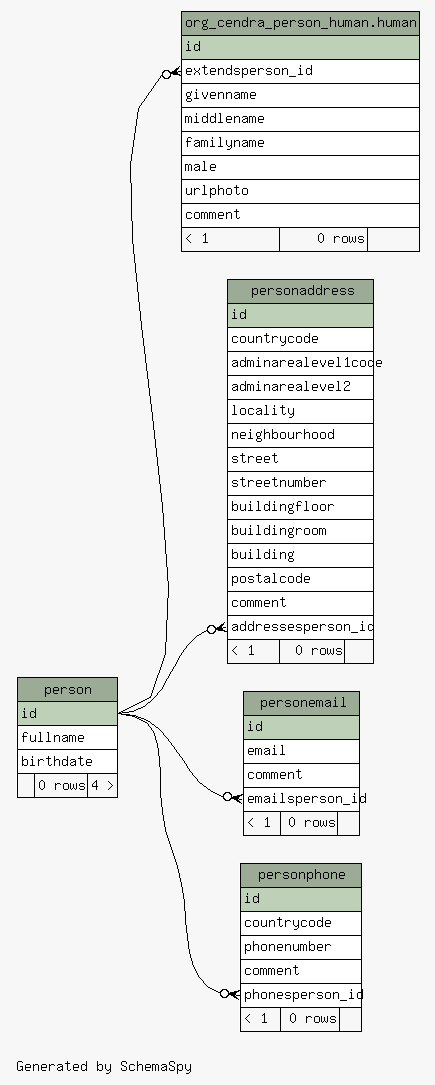 org_cendra_person_human.human
id
extendsperson_id
givenname
middlename
familyname
male
urlphoto
comment
< 1 0 rows
personaddress
id
countrycode
adminarealevel1code
adminarealevel2
locality
neighbourhood
street
streetnumber
buildingfloor
buildingroom
building
postalcode
comment
addressesperson_id
< 1 0 rows
person
id
fullname
birthdate
0 rows 4 >
personemail
id
email
comment
emailsperson_id
< 1 0 rows
personphone
id
countrycode
phonenumber
comment
phonesperson_id
< 1 0 rows
Generated by SchemaSpy